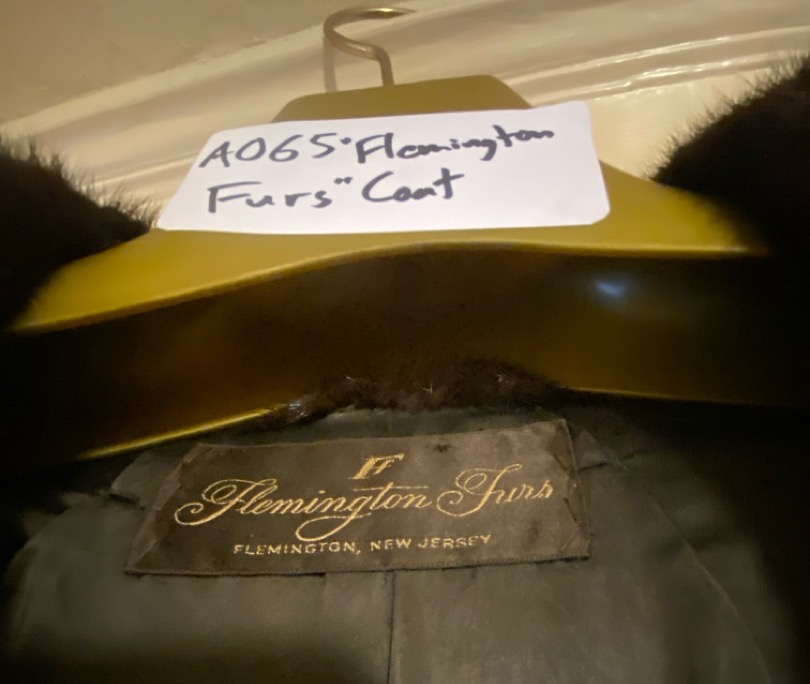 A065 "Flemington
Furs" Coat
FF
Flemington Furs
FLEMINGTON, NEW JERSEY